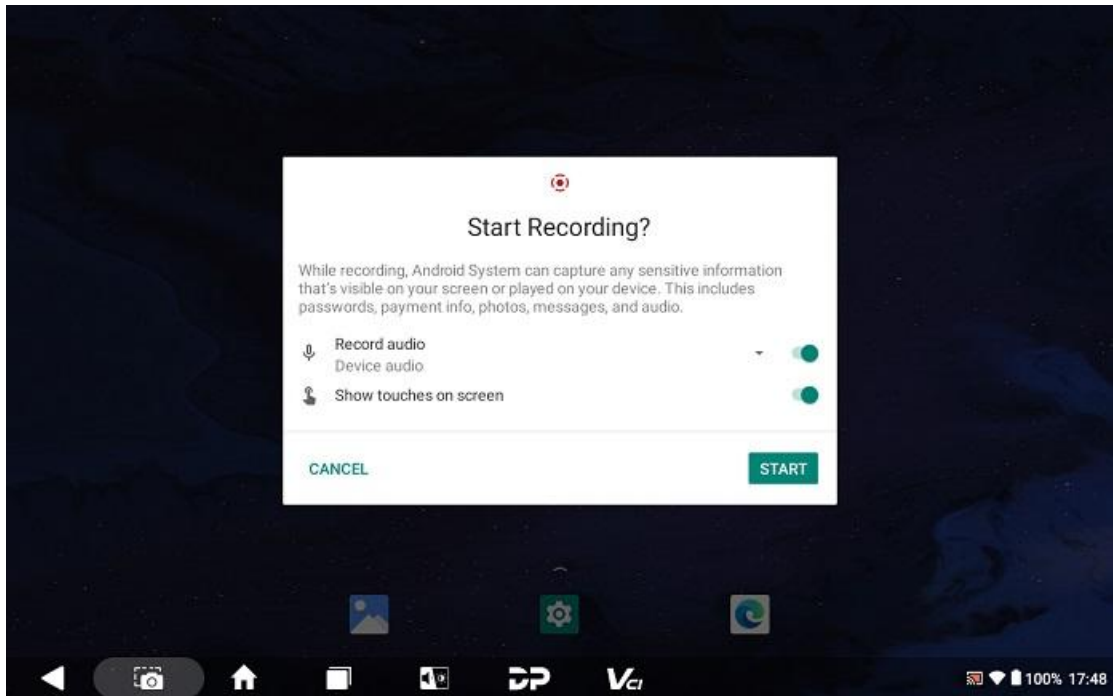 Start Recording?
While recording, Android System can capture any sensitive information
that's visible on your screen or played on your device. This includes
passwords, payment info, photos, messages, and audio.
Record audio
Device audio
Show touches on screen
CANCEL START
DP VCI 100% 17:48